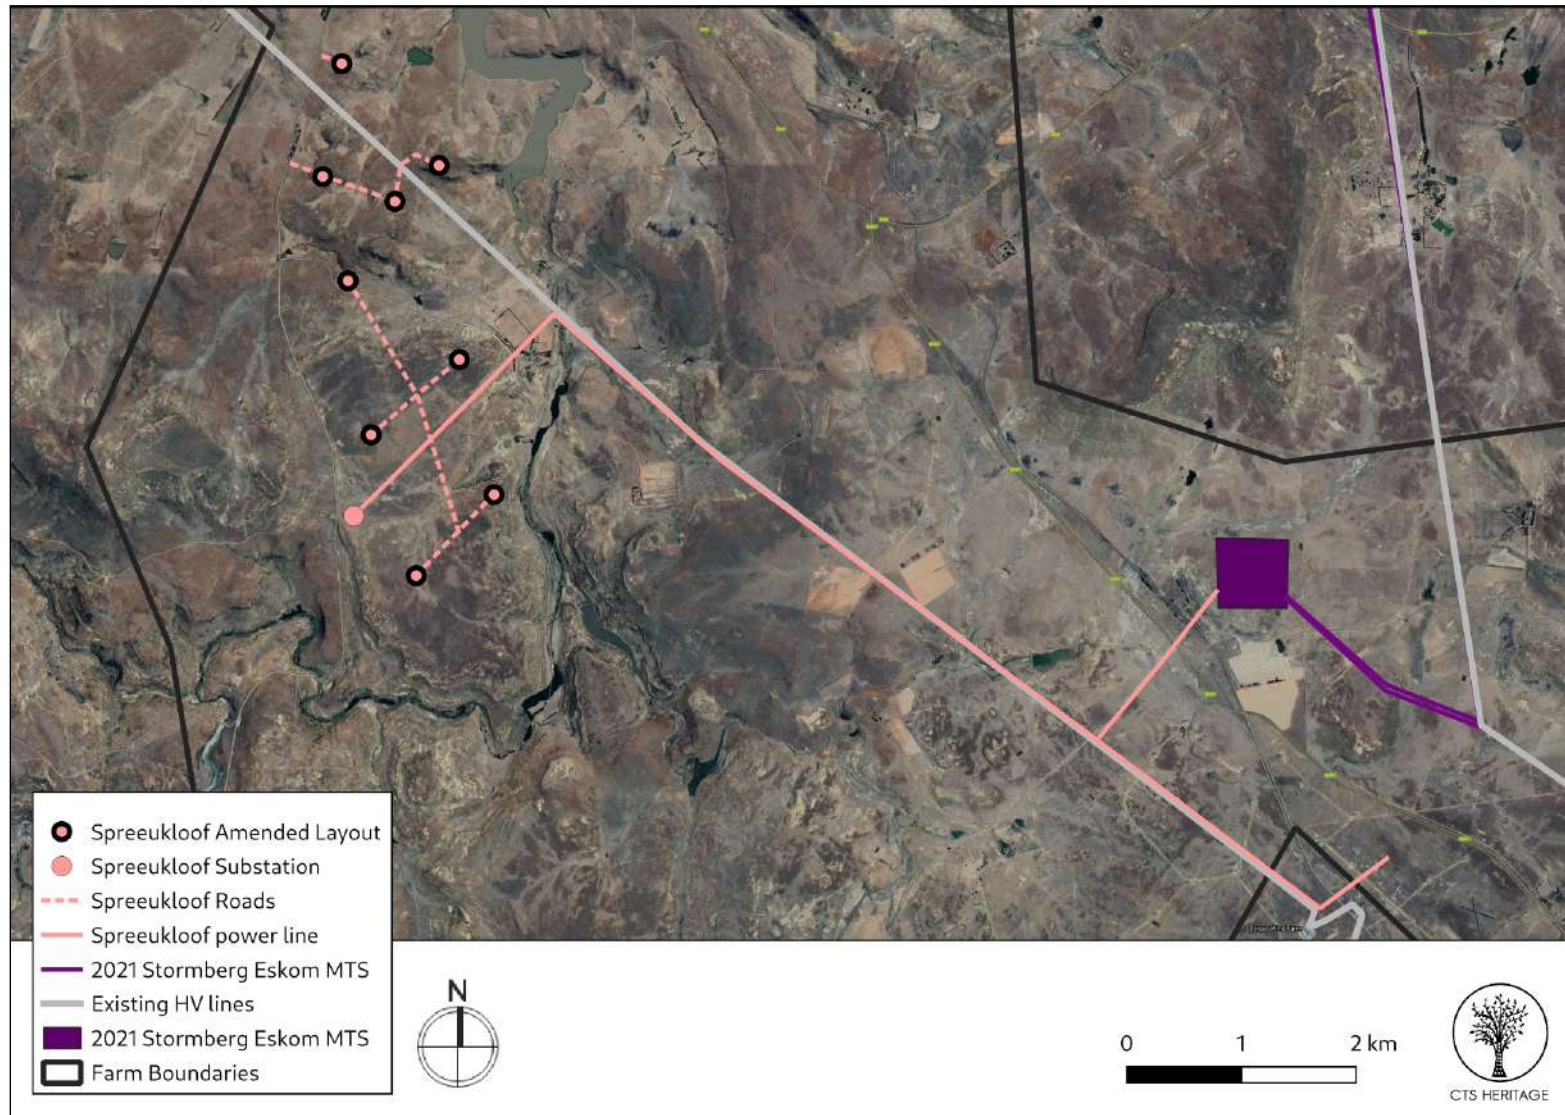 Spreeukloof Amended Layout
Spreeukloof Substation
Spreeukloof Roads
Spreeukloof power line
2021 Stormberg Eskom MTS
Existing HV lines
2021 Stormberg Eskom MTS
Farm Boundaries
N
0 1 2 km
CTS HERITAGE